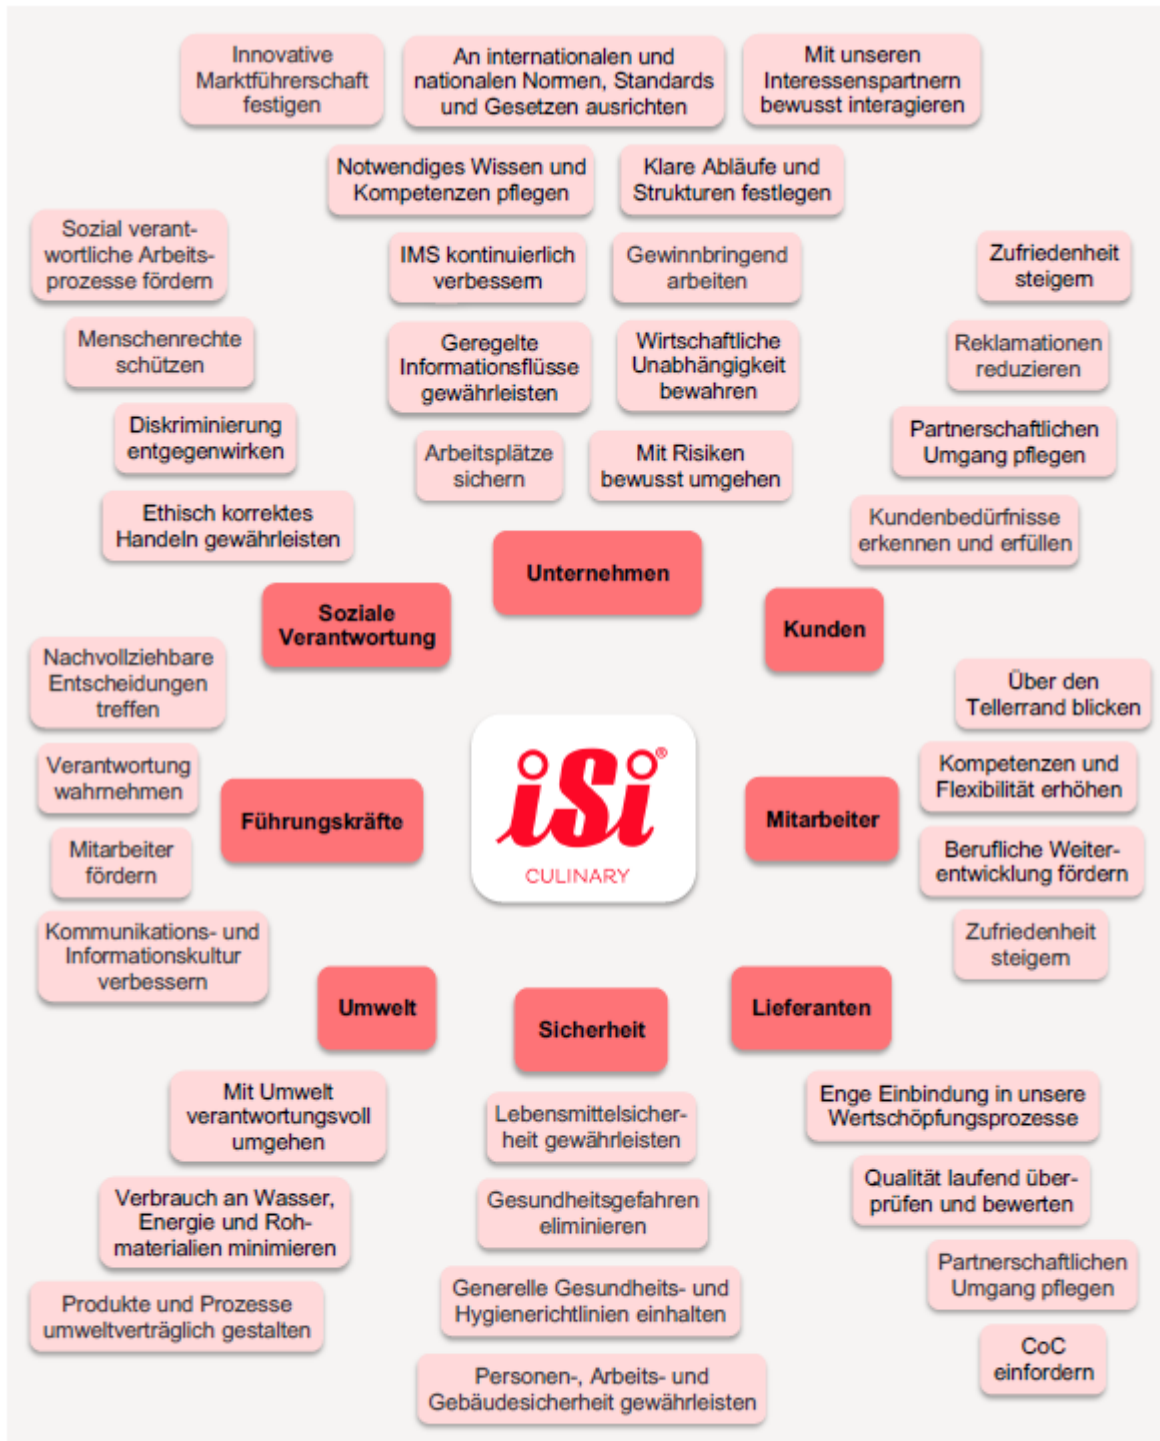 Innovative
Marktführerschaft
festigen
An internationalen und
nationalen Normen, Standards
und Gesetzen ausrichten
Mit unseren
Interessenspartnern
bewusst interagieren
Notwendiges Wissen und
Kompetenzen pflegen
Klare Abläufe und
Strukturen festlegen
IMS kontinuierlich
verbessern
Gewinnbringend
arbeiten
Geregelte
Informationsflüsse
gewährleisten
Wirtschaftliche
Unabhängigkeit
bewahren
Arbeitsplätze
sichern
Mit Risiken
bewusst umgehen
Unternehmen
Sozial verant-
wortliche Arbeits-
prozesse fördern
Menschenrechte
schützen
Diskriminierung
entgegenwirken
Ethisch korrektes
Handeln gewährleisten
Soziale
Verantwortung
Zufriedenheit
steigern
Reklamationen
reduzieren
Partnerschaftlichen
Umgang pflegen
Kundenbedürfnisse
erkennen und erfüllen
Kunden
Nachvollziehbare
Entscheidungen
treffen
Verantwortung
wahrnehmen
Mitarbeiter
fördern
Kommunikations- und
Informationskultur
verbessern
Führungskräfte
iSi®
CULINARY
Mitarbeiter
Über den
Tellerrand blicken
Kompetenzen und
Flexibilität erhöhen
Berufliche Weiter-
entwicklung fördern
Zufriedenheit
steigern
Umwelt
Mit Umwelt
verantwortungsvoll
umgehen
Verbrauch an Wasser,
Energie und Roh-
materialien minimieren
Produkte und Prozesse
umweltverträglich gestalten
Sicherheit
Lebensmittelsicher-
heit gewährleisten
Gesundheitsgefahren
eliminieren
Generelle Gesundheits- und
Hygienerichtlinien einhalten
Personen-, Arbeits- und
Gebäudesicherheit gewährleisten
Lieferanten
Enge Einbindung in unsere
Wertschöpfungsprozesse
Qualität laufend über-
prüfen und bewerten
Partnerschaftlichen
Umgang pflegen
CoC
einfordern